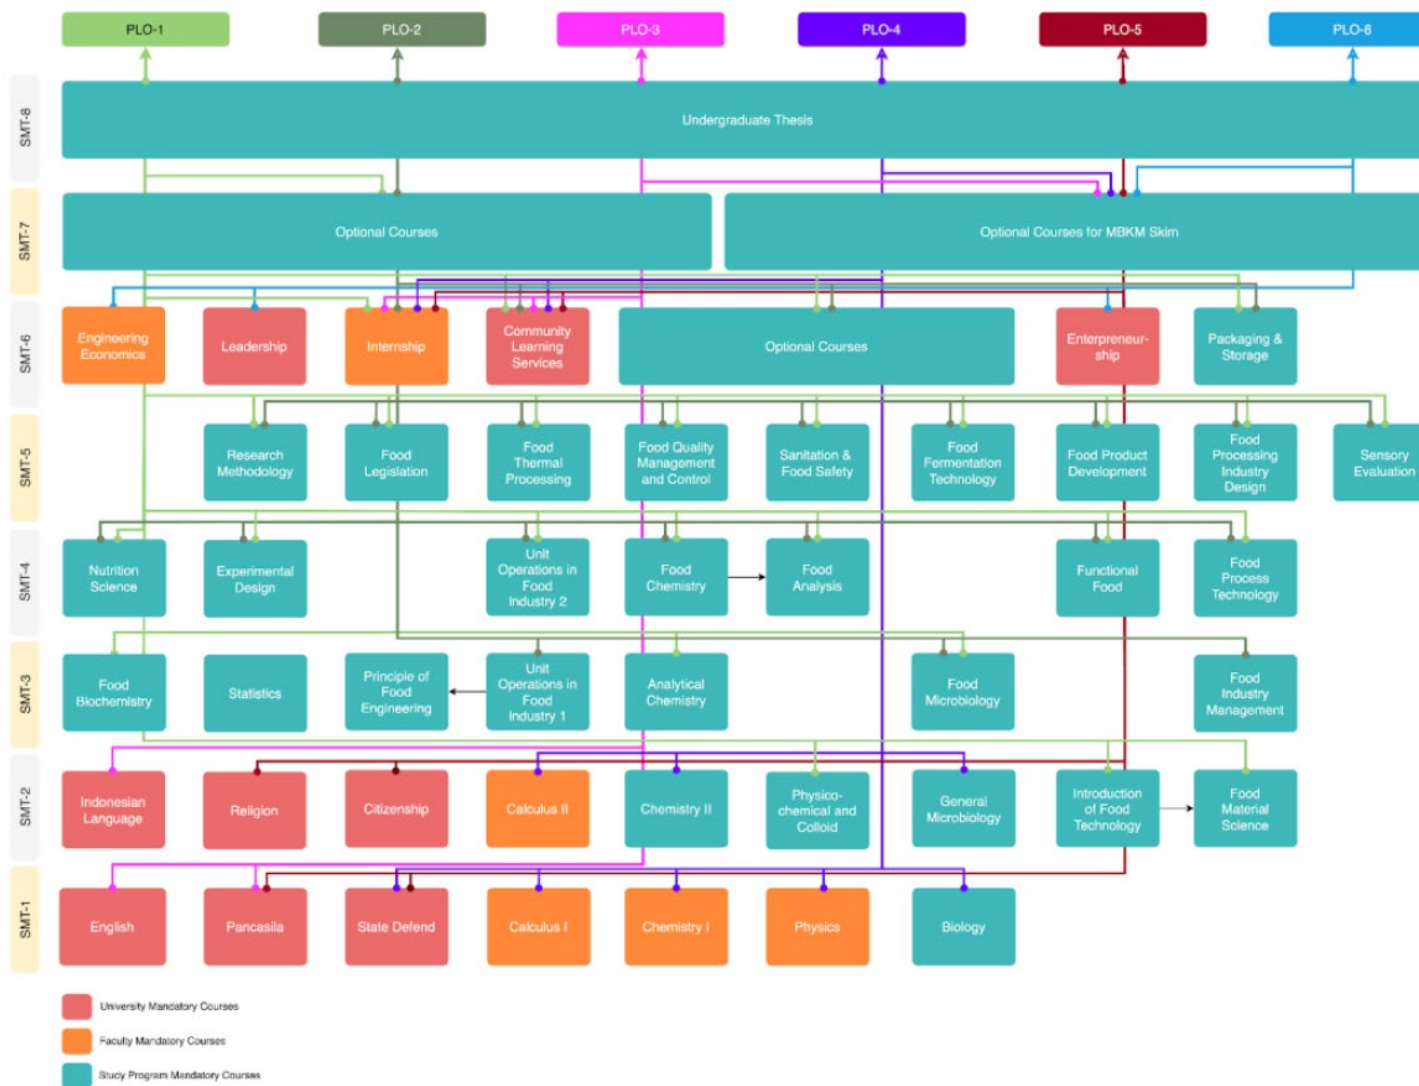 PLO-1
PLO-2
PLO-3
PLO-4
PLO-5
PLO-6
SMT-8
Undergraduate Thesis
SMT-7
Optional Courses
Optional Courses for MBKM Skim
SMT-6
Engineering
Economics
Leadership
Internship
Community
Learning
Services
Optional Courses
Enterpreneur-
ship
Packaging &
Storage
SMT-5
Research
Methodology
Food
Legislation
Food
Thermal
Processing
Food Quality
Management
and Control
Sanitation &
Food Safety
Food
Fermentation
Technology
Food Product
Development
Food
Processing
Industry
Design
Sensory
Evaluation
SMT-4
Nutrition
Science
Experimental
Design
Unit
Operations in
Food
Industry 2
Food
Chemistry
Food
Analysis
Functional
Food
Food
Process
Technology
SMT-3
Food
Biochemistry
Statistics
Principle of
Food
Engineering
Unit
Operations in
Food
Industry 1
Analytical
Chemistry
Food
Microbiology
Food
Industry
Management
SMT-2
Indonesian
Language
Religion
Citizenship
Calculus II
Chemistry II
Physico-
chemical and
Colloid
General
Microbiology
Introduction
of Food
Technology
Food
Material
Science
SMT-1
English
Pancasila
State Defend
Calculus I
Chemistry I
Physics
Biology
University Mandatory Courses
Faculty Mandatory Courses
Study Program Mandatory Courses